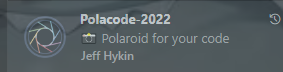 Polacode-2022
📸 Polaroid for your code
Jeff Hykin